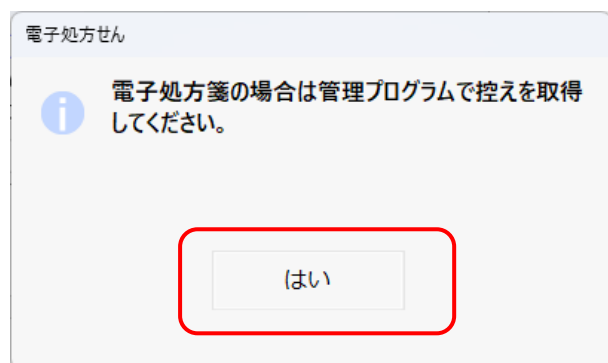 電子処方せん
電子処方箋の場合は管理プログラムで控えを取得
してください。
はい